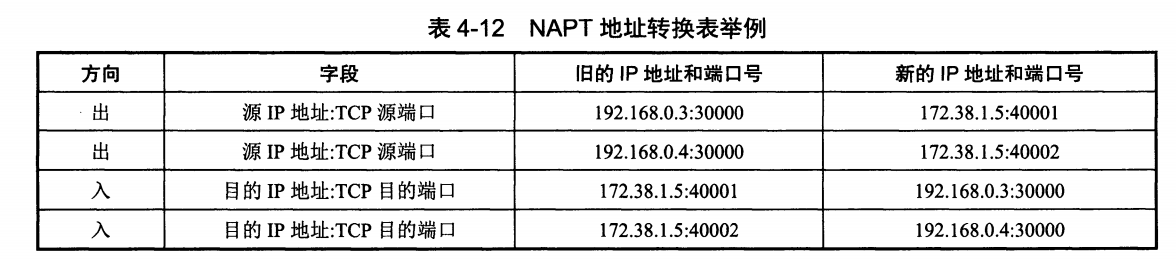 表 4-12 NAPT 地址转换表举例
方向 字段 旧的 IP 地址和端口号 新的 IP 地址和端口号
出 源 IP 地址:TCP 源端口 192.168.0.3:30000 172.38.1.5:40001
出 源 IP 地址:TCP 源端口 192.168.0.4:30000 172.38.1.5:40002
入 目的 IP 地址:TCP 目的端口 172.38.1.5:40001 192.168.0.3:30000
入 目的 IP 地址:TCP 目的端口 172.38.1.5:40002 192.168.0.4:30000